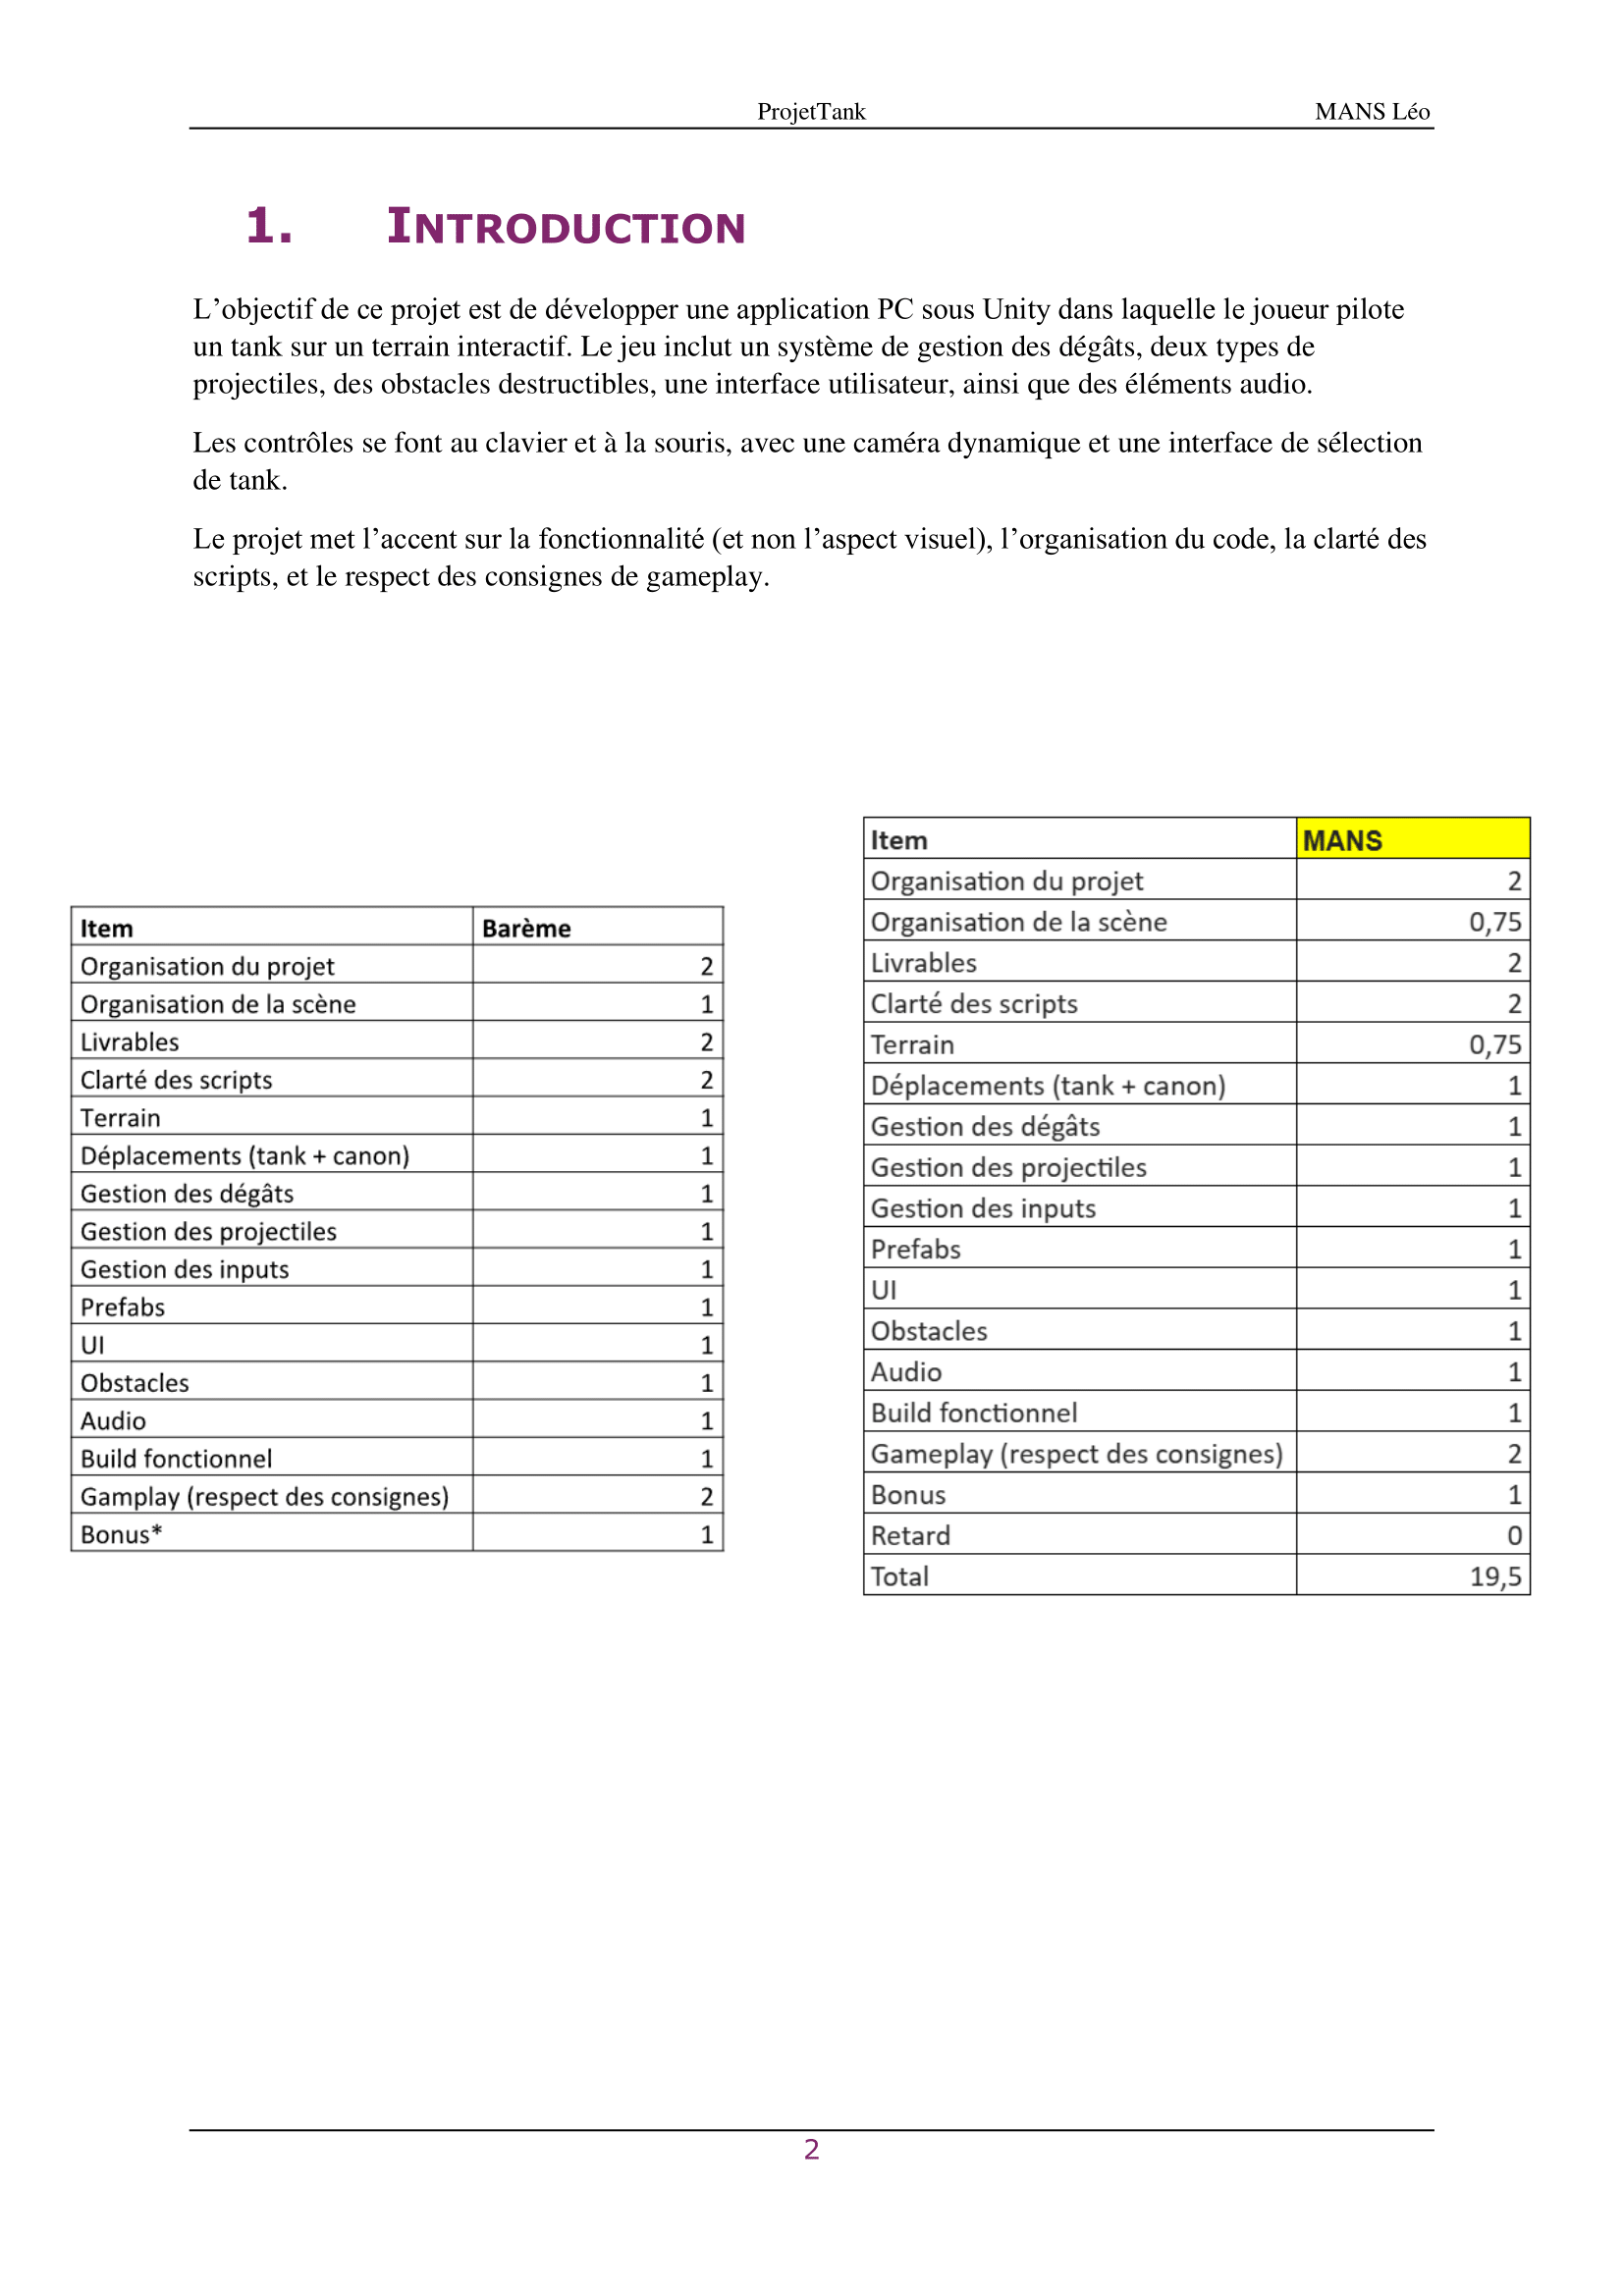 ProjetTank MANS Léo
1. INTRODUCTION
L’objectif de ce projet est de développer une application PC sous Unity dans laquelle le joueur pilote
un tank sur un terrain interactif. Le jeu inclut un système de gestion des dégâts, deux types de
projectiles, des obstacles destructibles, une interface utilisateur, ainsi que des éléments audio.
Les contrôles se font au clavier et à la souris, avec une caméra dynamique et une interface de sélection
de tank.
Le projet met l’accent sur la fonctionnalité (et non l’aspect visuel), l’organisation du code, la clarté des
scripts, et le respect des consignes de gameplay.
Item Barème
Organisation du projet 2
Organisation de la scène 1
Livrables 2
Clarté des scripts 2
Terrain 1
Déplacements (tank + canon) 1
Gestion des dégâts 1
Gestion des projectiles 1
Gestion des inputs 1
Prefabs 1
UI 1
Obstacles 1
Audio 1
Build fonctionnel 1
Gamplay (respect des consignes) 2
Bonus* 1
Item MANS
Organisation du projet 2
Organisation de la scène 0,75
Livrables 2
Clarté des scripts 2
Terrain 0,75
Déplacements (tank + canon) 1
Gestion des dégâts 1
Gestion des projectiles 1
Gestion des inputs 1
Prefabs 1
UI 1
Obstacles 1
Audio 1
Build fonctionnel 1
Gameplay (respect des consignes) 2
Bonus 1
Retard 0
Total 19,5
2